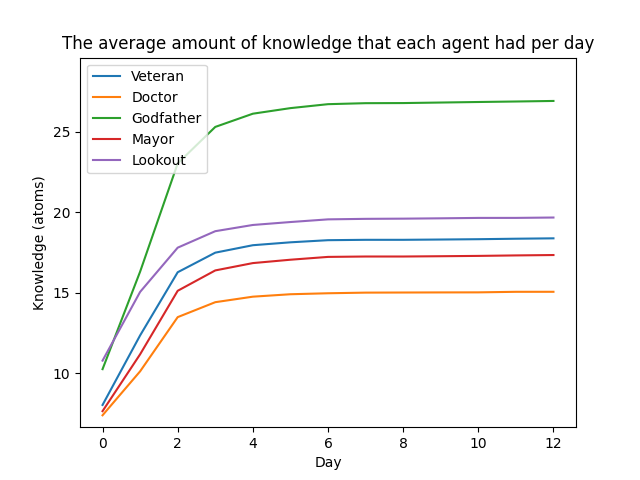 The average amount of knowledge that each agent had per day
Veteran
Doctor
Godfather
Mayor
Lookout
25
20
15
10
Knowledge (atoms)
0 2 4 6 8 10 12
Day